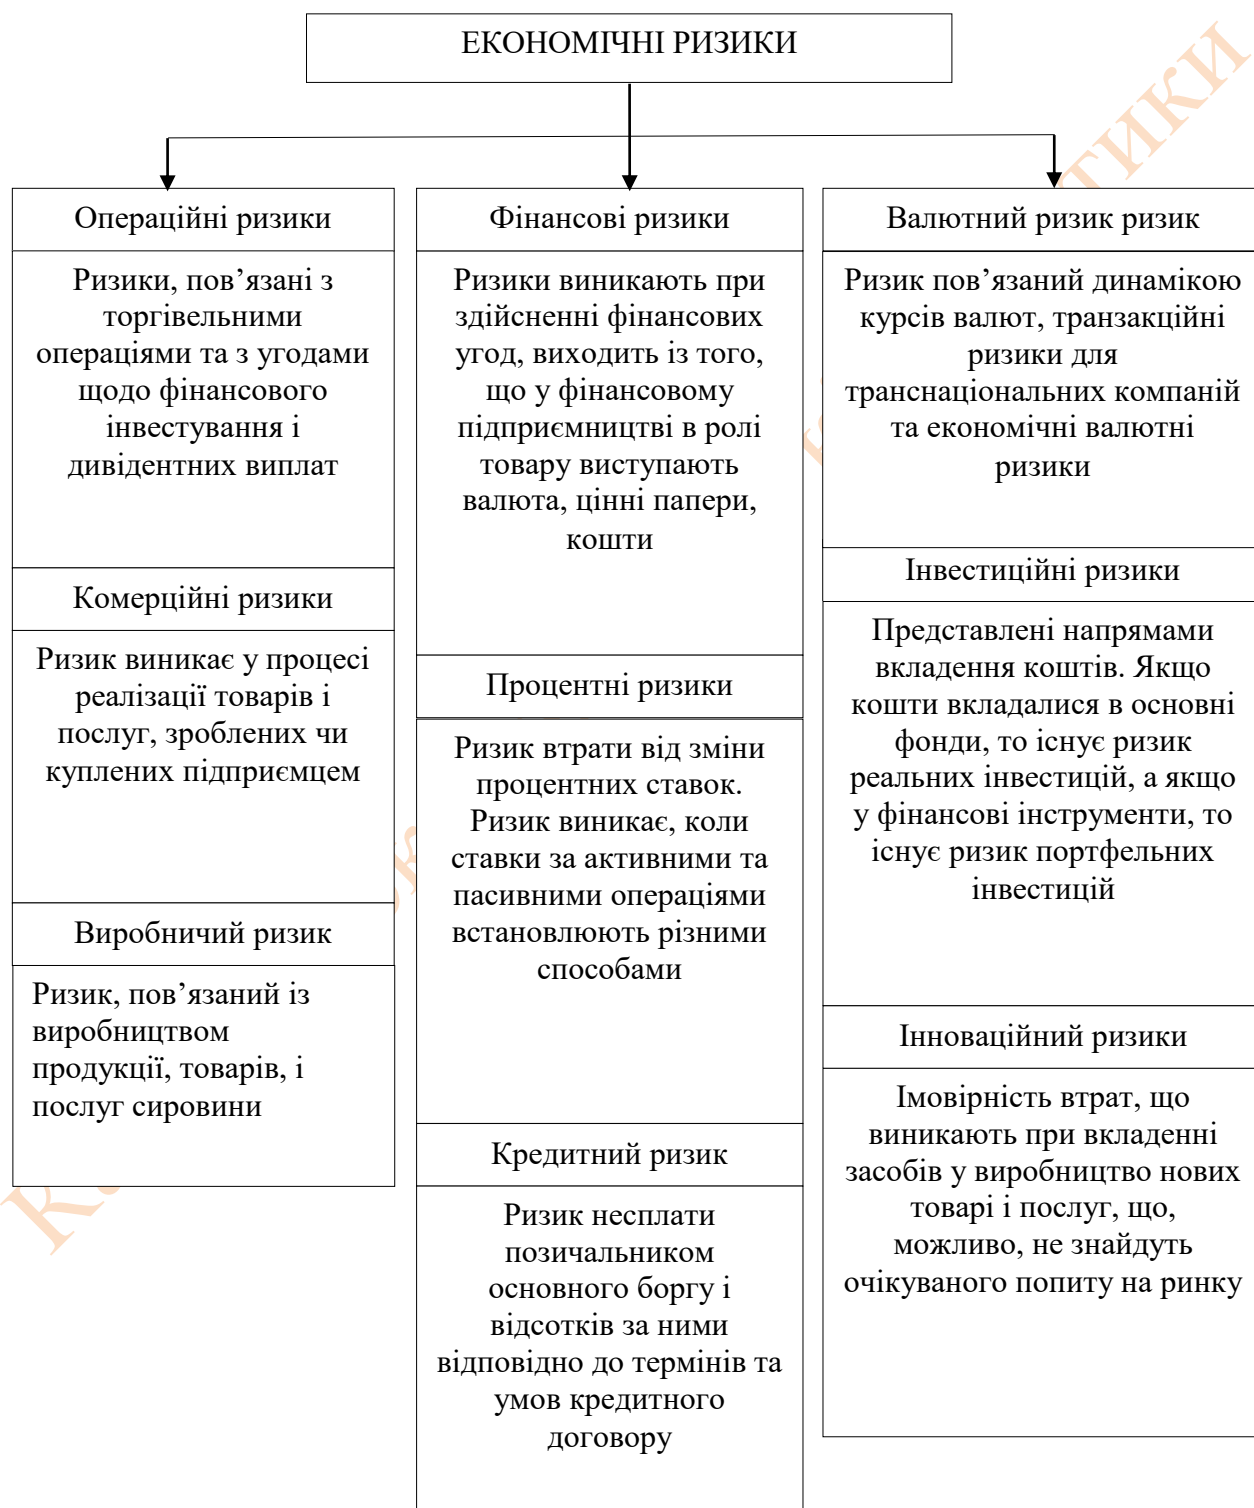 ЕКОНОМІЧНІ РИЗИКИ
Операційні ризики
Ризики, пов’язані з
торгівельними
операціями та з угодами
щодо фінансового
інвестування і
дивідентних виплат
Комерційні ризики
Ризик виникає у процесі
реалізації товарів і
послуг, зроблених чи
куплених підприємцем
Виробничий ризик
Ризик, пов’язаний із
виробництвом
продукції, товарів, і
послуг сировини
Фінансові ризики
Ризики виникають при
здійсненні фінансових
угод, виходить із того,
що у фінансовому
підприємництві в ролі
товару виступають
валюта, цінні папери,
кошти
Процентні ризики
Ризик втрати від зміни
процентних ставок.
Ризик виникає, коли
ставки за активними та
пасивними операціями
встановлюють різними
способами
Кредитний ризик
Ризик несплати
позичальником
основного боргу і
відсотків за ними
відповідно до термінів та
умов кредитного
договору
Валютний ризик ризик
Ризик пов’язаний динамікою
курсів валют, транзакційні
ризики для
транснаціональних компаній
та економічні валютні
ризики
Інвестиційні ризики
Представлені напрямами
вкладення коштів. Якщо
кошти вкладалися в основні
фонди, то існує ризик
реальних інвестицій, а якщо
у фінансові інструменти, то
існує ризик портфельних
інвестицій
Інноваційний ризики
Імовірність втрат, що
виникають при вкладенні
засобів у виробництво нових
товарі і послуг, що,
можливо, не знайдуть
очікуваного попиту на ринку